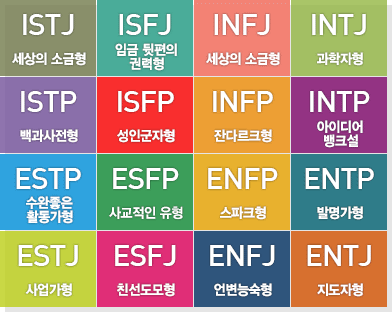 ISTJ
세상의 소금형
ISFJ
임금 뒷편의
권력형
INFJ
세상의 소금형
INTJ
과학자형
ISTP
백과사전형
ISFP
성인군자형
INFP
잔다르크형
INTP
아이디어
뱅크설
ESTP
수완좋은
활동가형
ESFP
사교적인 유형
ENFP
스파크형
ENTP
발명가형
ESTJ
사업가형
ESFJ
친선도모형
ENFJ
언변능숙형
ENTJ
지도자형